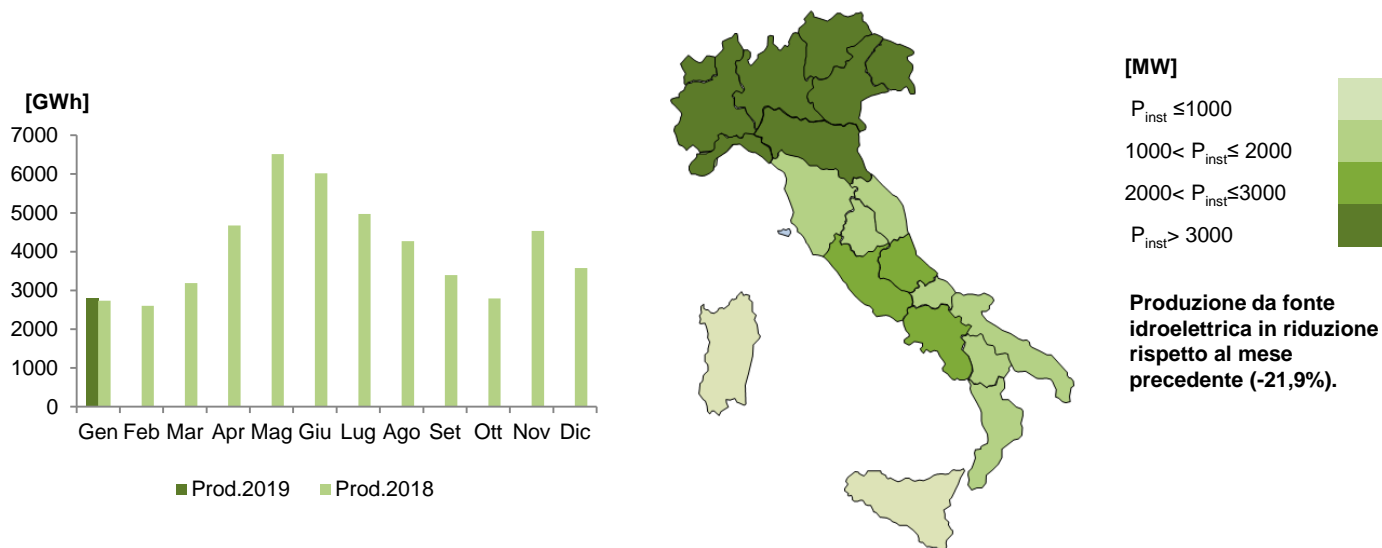 [GWh]
7000
6000
5000
4000
3000
2000
1000
0
Gen Feb Mar Apr Mag Giu Lug Ago Set Ott Nov Dic
Prod.2019 Prod.2018
[MW]
Pinst ≤1000
1000< Pinst≤ 2000
2000< Pinst≤3000
Pinst> 3000
Produzione da fonte
idroelettrica in riduzione
rispetto al mese
precedente (-21,9%).